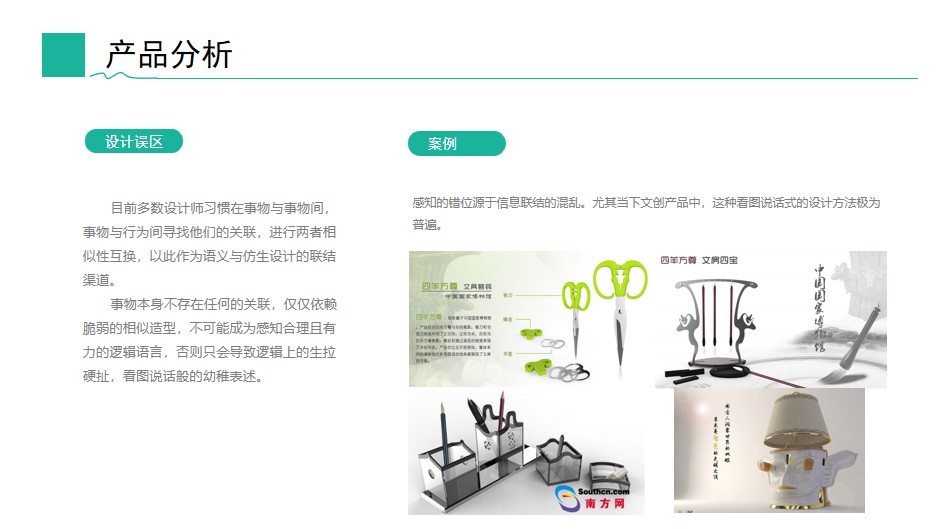 产品分析
设计误区
目前多数设计师习惯在事物与事物间，
事物与行为间寻找他们的关联，进行两者相
似性互换，以此作为语义与仿生设计的联结
渠道。
事物本身不存在任何的关联，仅仅依赖
脆弱的相似造型，不可能成为感知合理且有
力的逻辑语言，否则只会导致逻辑上的生拉
硬扯，看图说话般的幼稚表述。
案例
感知的错位源于信息联结的混乱。尤其当下文创产品中，这种看图说话式的设计方法极为
普遍。
四羊方尊 文具套装
中国国家博物馆
四羊方尊
剪刀
四羊方尊 文房四宝
中国国家博物馆
Southcn.com
南方网